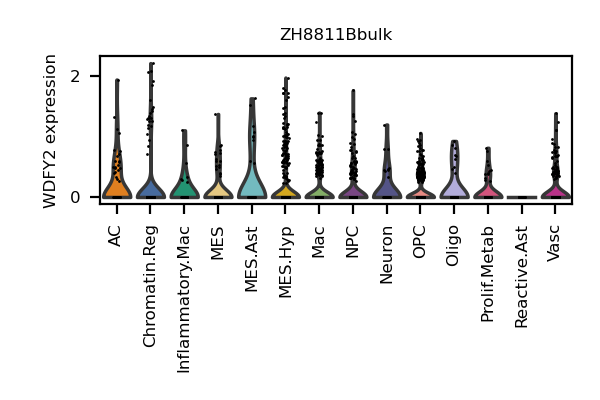 ZH8811Bbulk
WDFY2 expression
2
0
AC
Chromatin.Reg
Inflammatory.Mac
MES
MES.Ast
MES.Hyp
Mac
NPC
Neuron
OPC
Oligo
Prolif.Metab
Reactive.Ast
Vasc